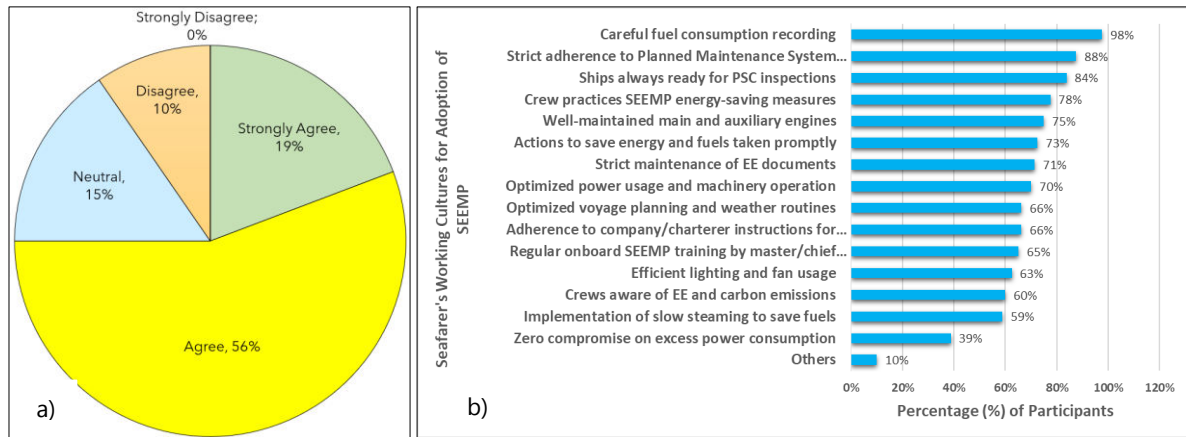 Strongly Disagree;
0%
Disagree,
10%
Strongly Agree,
19%
Neutral,
15%
Agree, 56%
a)
Seafarer's Working Cultures for Adoption of
SEEMP
Careful fuel consumption recording 98%
Strict adherence to Planned Maintenance System... 88%
Ships always ready for PSC inspections 84%
Crew practices SEEMP energy-saving measures 78%
Well-maintained main and auxiliary engines 75%
Actions to save energy and fuels taken promptly 73%
Strict maintenance of EE documents 71%
Optimized power usage and machinery operation 70%
Optimized voyage planning and weather routines 66%
Adherence to company/charterer instructions for... 66%
Regular onboard SEEMP training by master/chief... 65%
Efficient lighting and fan usage 63%
Crews aware of EE and carbon emissions 60%
Implementation of slow steaming to save fuels 59%
Zero compromise on excess power consumption 39%
Others 10%
0% 20% 40% 60% 80% 100% 120%
Percentage (%) of Participants
b)